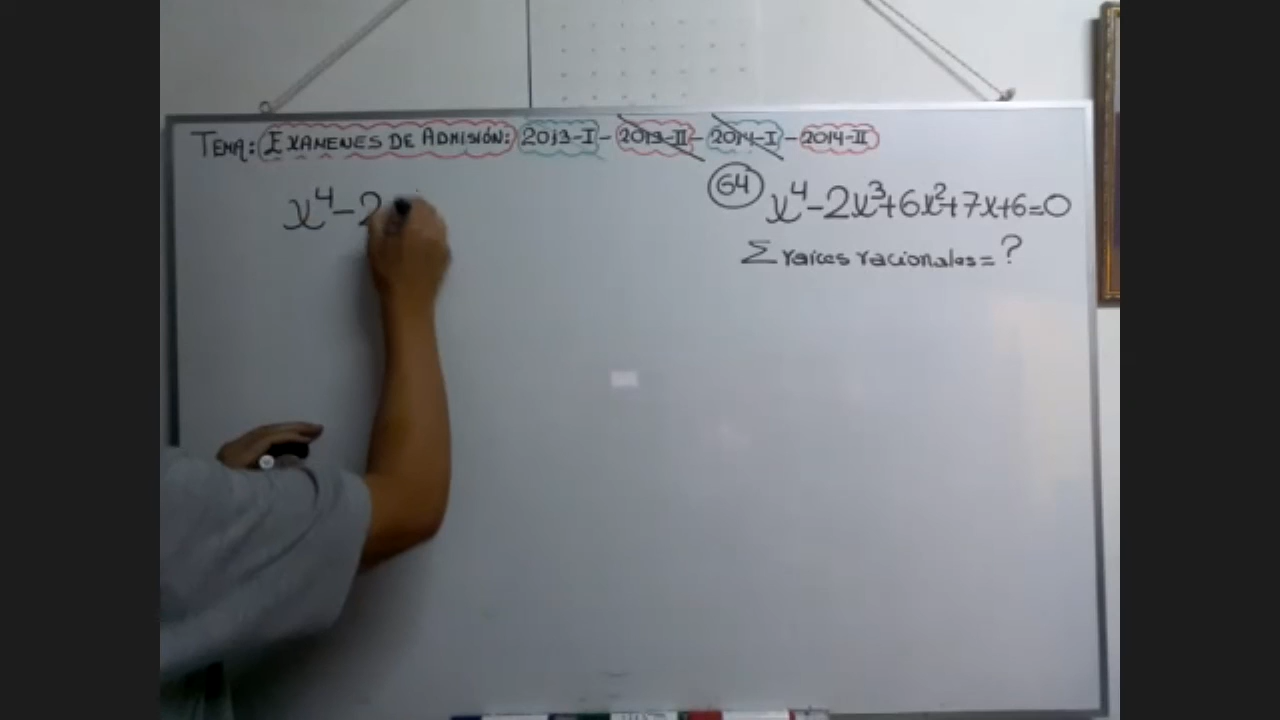 TEMA: EXAMENES DE ADMISIÓN: 2013-I - 2013-II - 2014-I - 2014-II
x⁴-2
64 x⁴-2x³+6x²+7x+6=0
Σ raíces racionales = ?